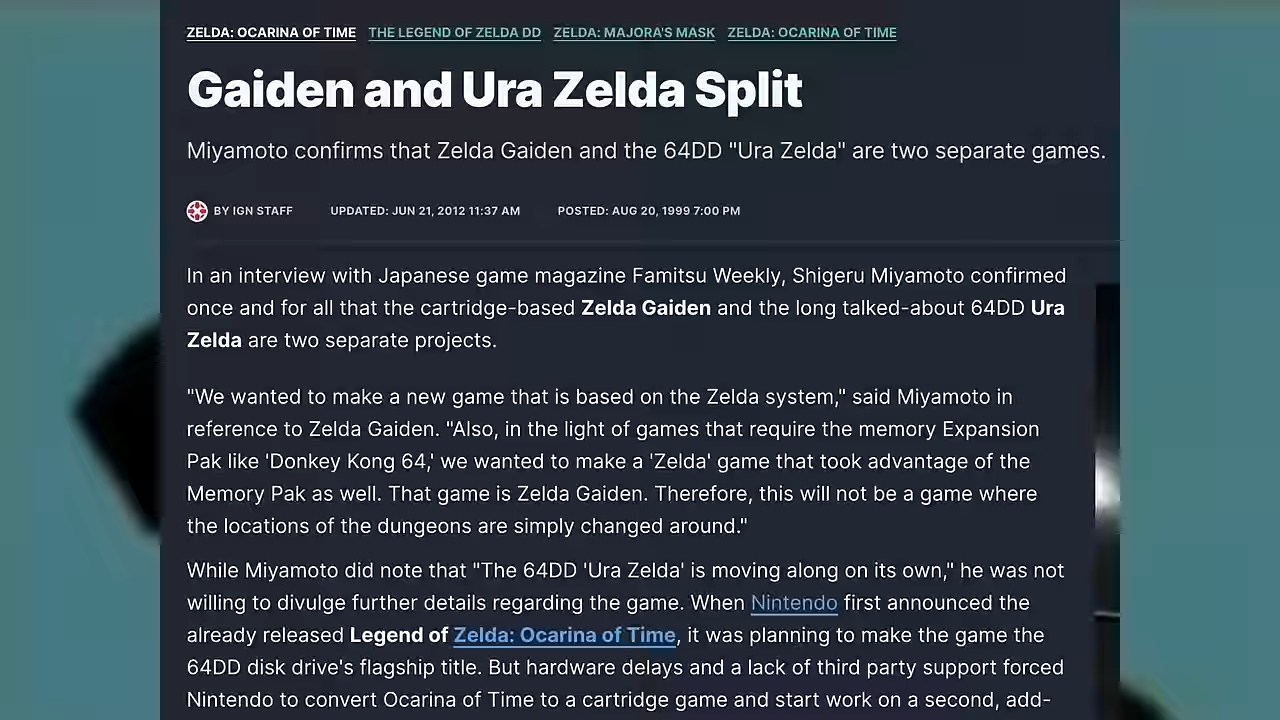 ZELDA: OCARINA OF TIME THE LEGEND OF ZELDA DD ZELDA: MAJORA'S MASK ZELDA: OCARINA OF TIME
Gaiden and Ura Zelda Split
Miyamoto confirms that Zelda Gaiden and the 64DD "Ura Zelda" are two separate games.
BY IGN STAFF UPDATED: JUN 21, 2012 11:37 AM POSTED: AUG 20, 1999 7:00 PM
In an interview with Japanese game magazine Famitsu Weekly, Shigeru Miyamoto confirmed
once and for all that the cartridge-based Zelda Gaiden and the long talked-about 64DD Ura
Zelda are two separate projects.
"We wanted to make a new game that is based on the Zelda system," said Miyamoto in
reference to Zelda Gaiden. "Also, in the light of games that require the memory Expansion
Pak like 'Donkey Kong 64,' we wanted to make a 'Zelda' game that took advantage of the
Memory Pak as well. That game is Zelda Gaiden. Therefore, this will not be a game where
the locations of the dungeons are simply changed around."
While Miyamoto did note that "The 64DD 'Ura Zelda' is moving along on its own," he was not
willing to divulge further details regarding the game. When Nintendo first announced the
already released Legend of Zelda: Ocarina of Time, it was planning to make the game the
64DD disk drive's flagship title. But hardware delays and a lack of third party support forced
Nintendo to convert Ocarina of Time to a cartridge game and start work on a second, add-